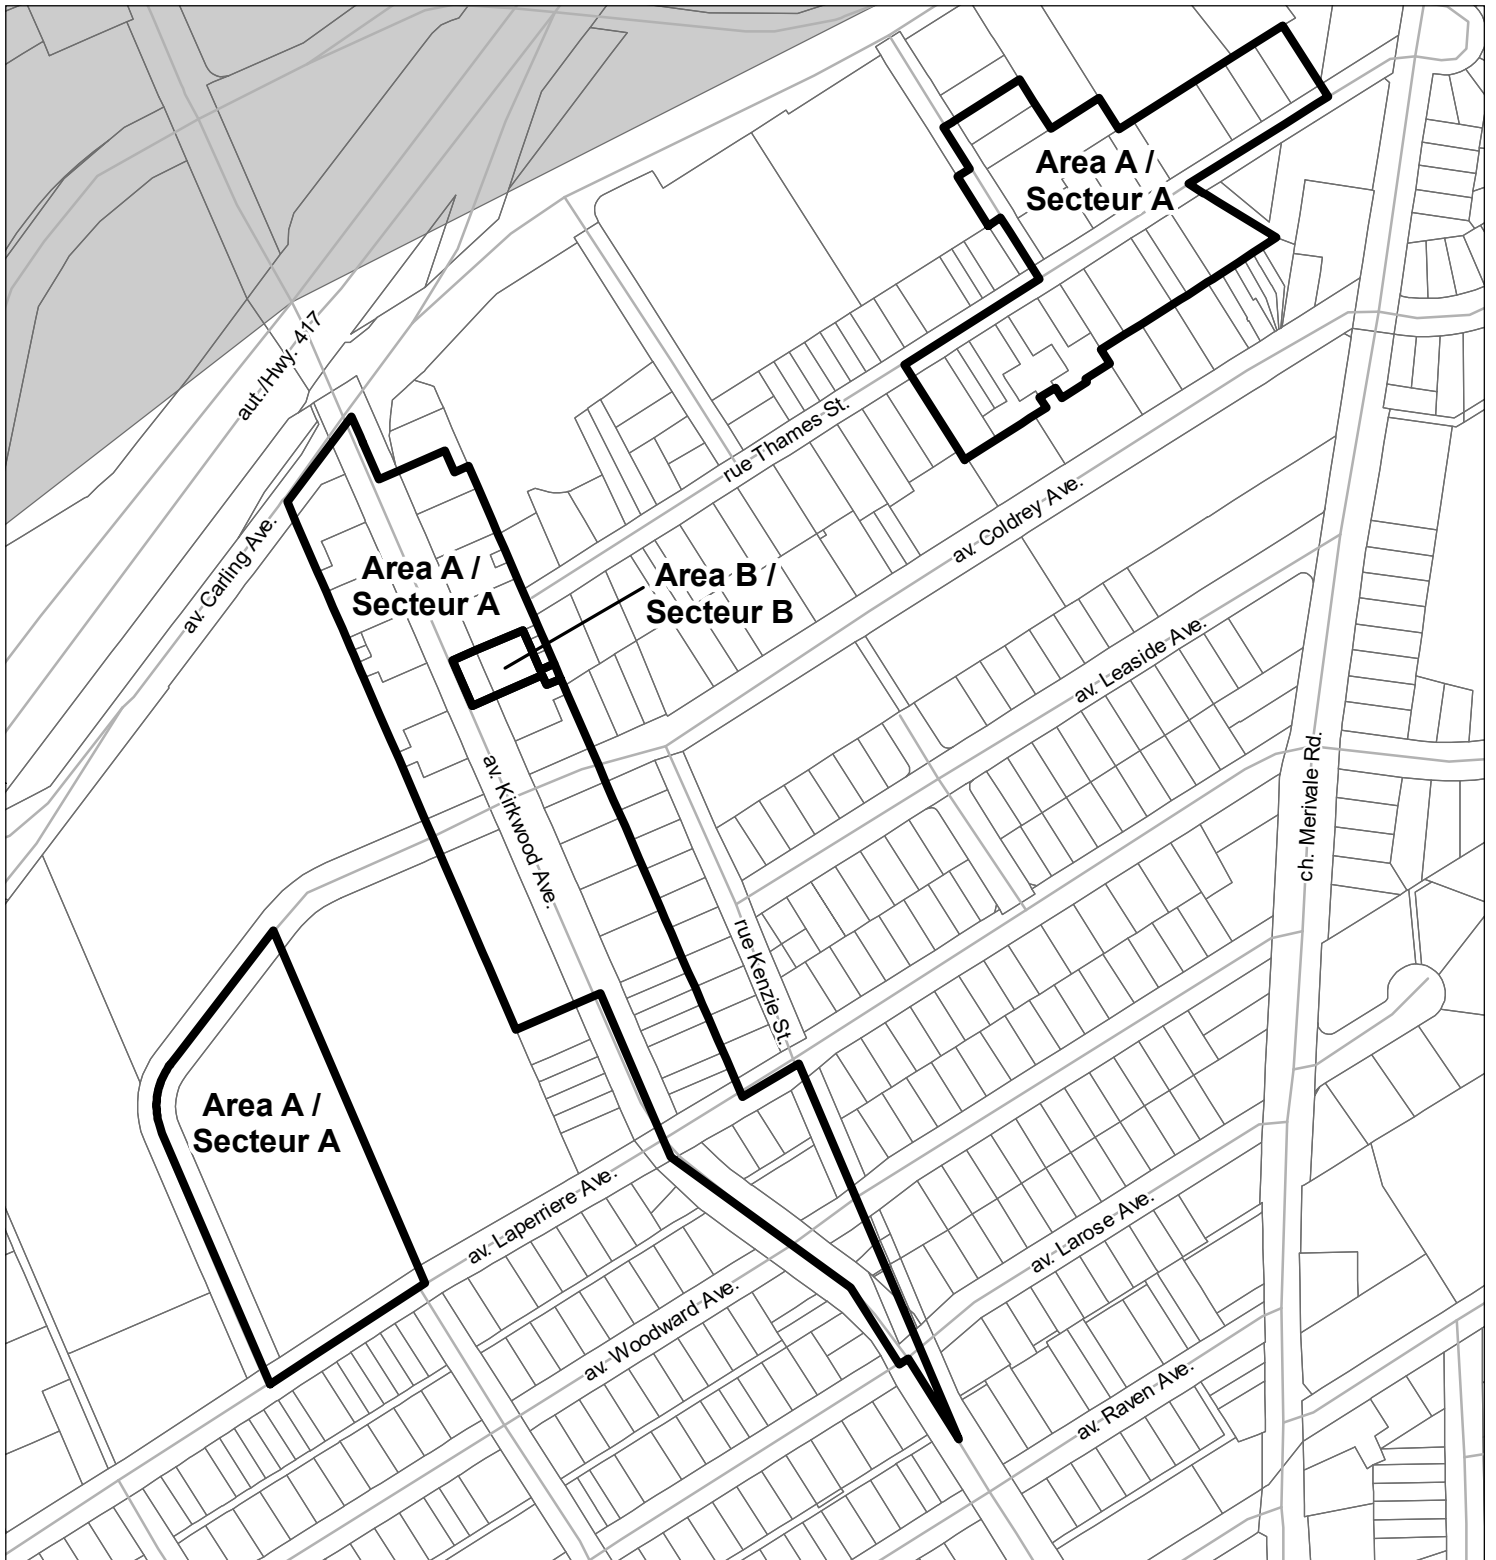 Area A /
Secteur A
aut./Hwy. 417
rue Thames St.
av. Coldrey Ave.
av. Carling Ave.
Area A /
Secteur A
Area B /
Secteur B
av. Leaside Ave.
av. Kirkwood Ave.
ch. Merivale Rd.
rue Kenzie St.
Area A /
Secteur A
av. Laperriere Ave.
av. Larose Ave.
av. Woodward Ave.
av. Raven Ave.